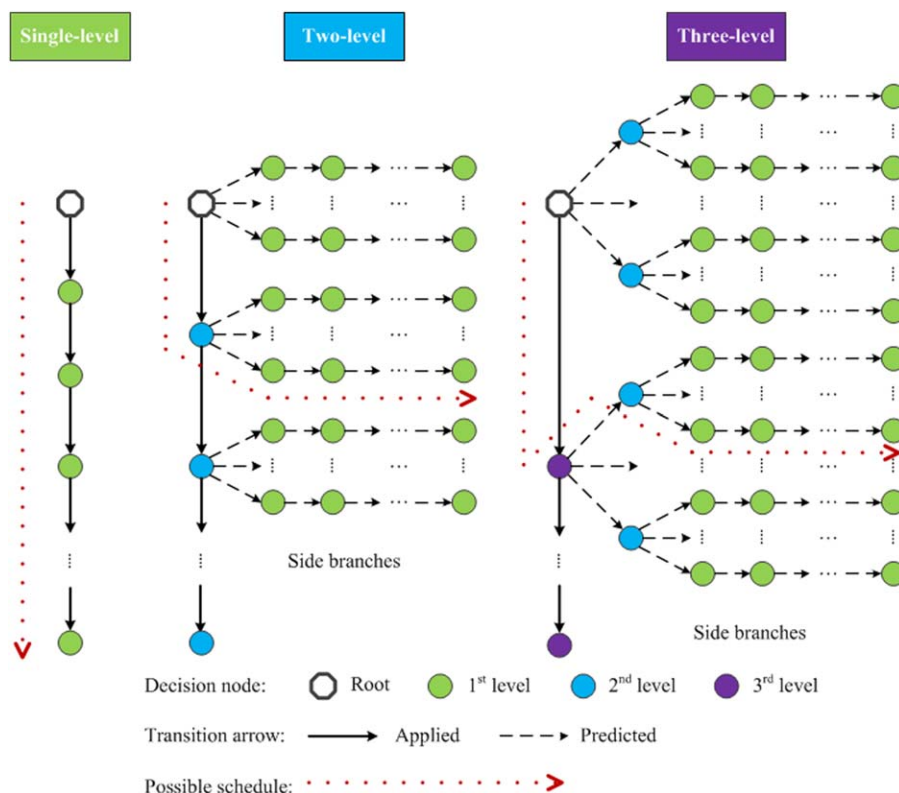 Single-level
Two-level
Three-level
Side branches
Side branches
Decision node: Root 1st level 2nd level 3rd level
Transition arrow: Applied Predicted
Possible schedule: